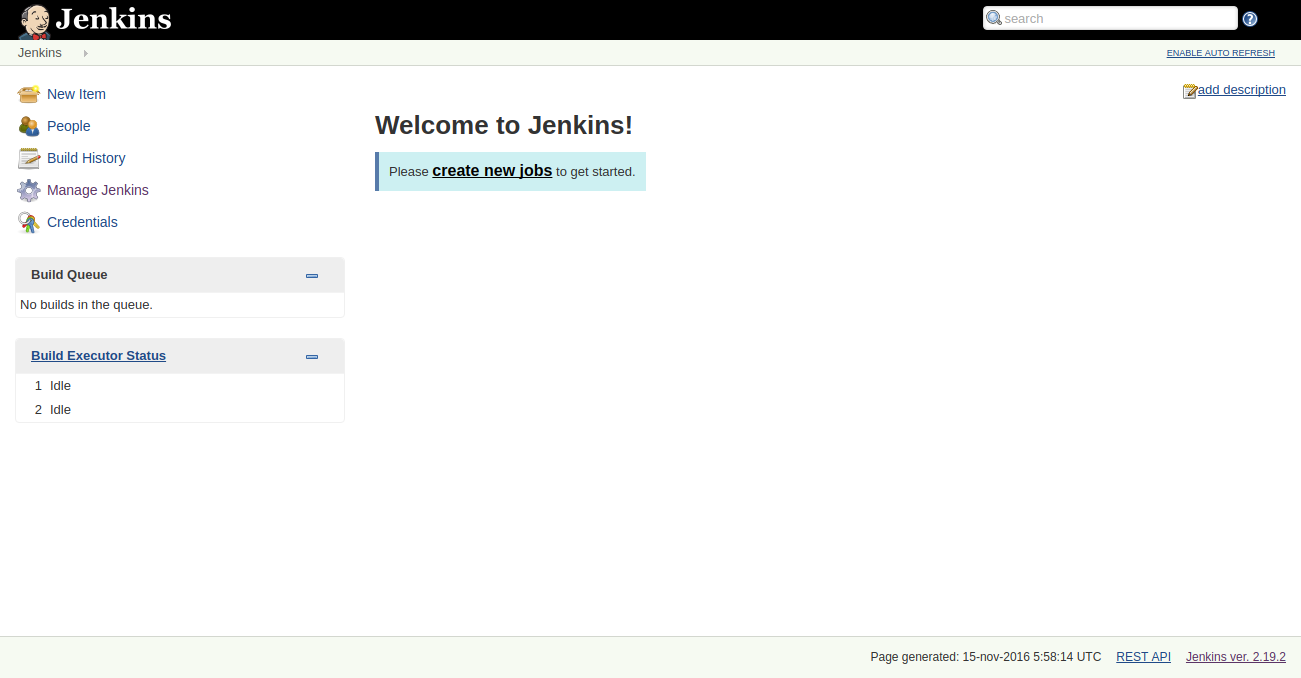 Jenkins
search
Jenkins
ENABLE AUTO REFRESH
New Item
People
Build History
Manage Jenkins
Credentials
Build Queue
No builds in the queue.
Build Executor Status
1 Idle
2 Idle
add description
Welcome to Jenkins!
Please create new jobs to get started.
Page generated: 15-nov-2016 5:58:14 UTC REST API Jenkins ver. 2.19.2